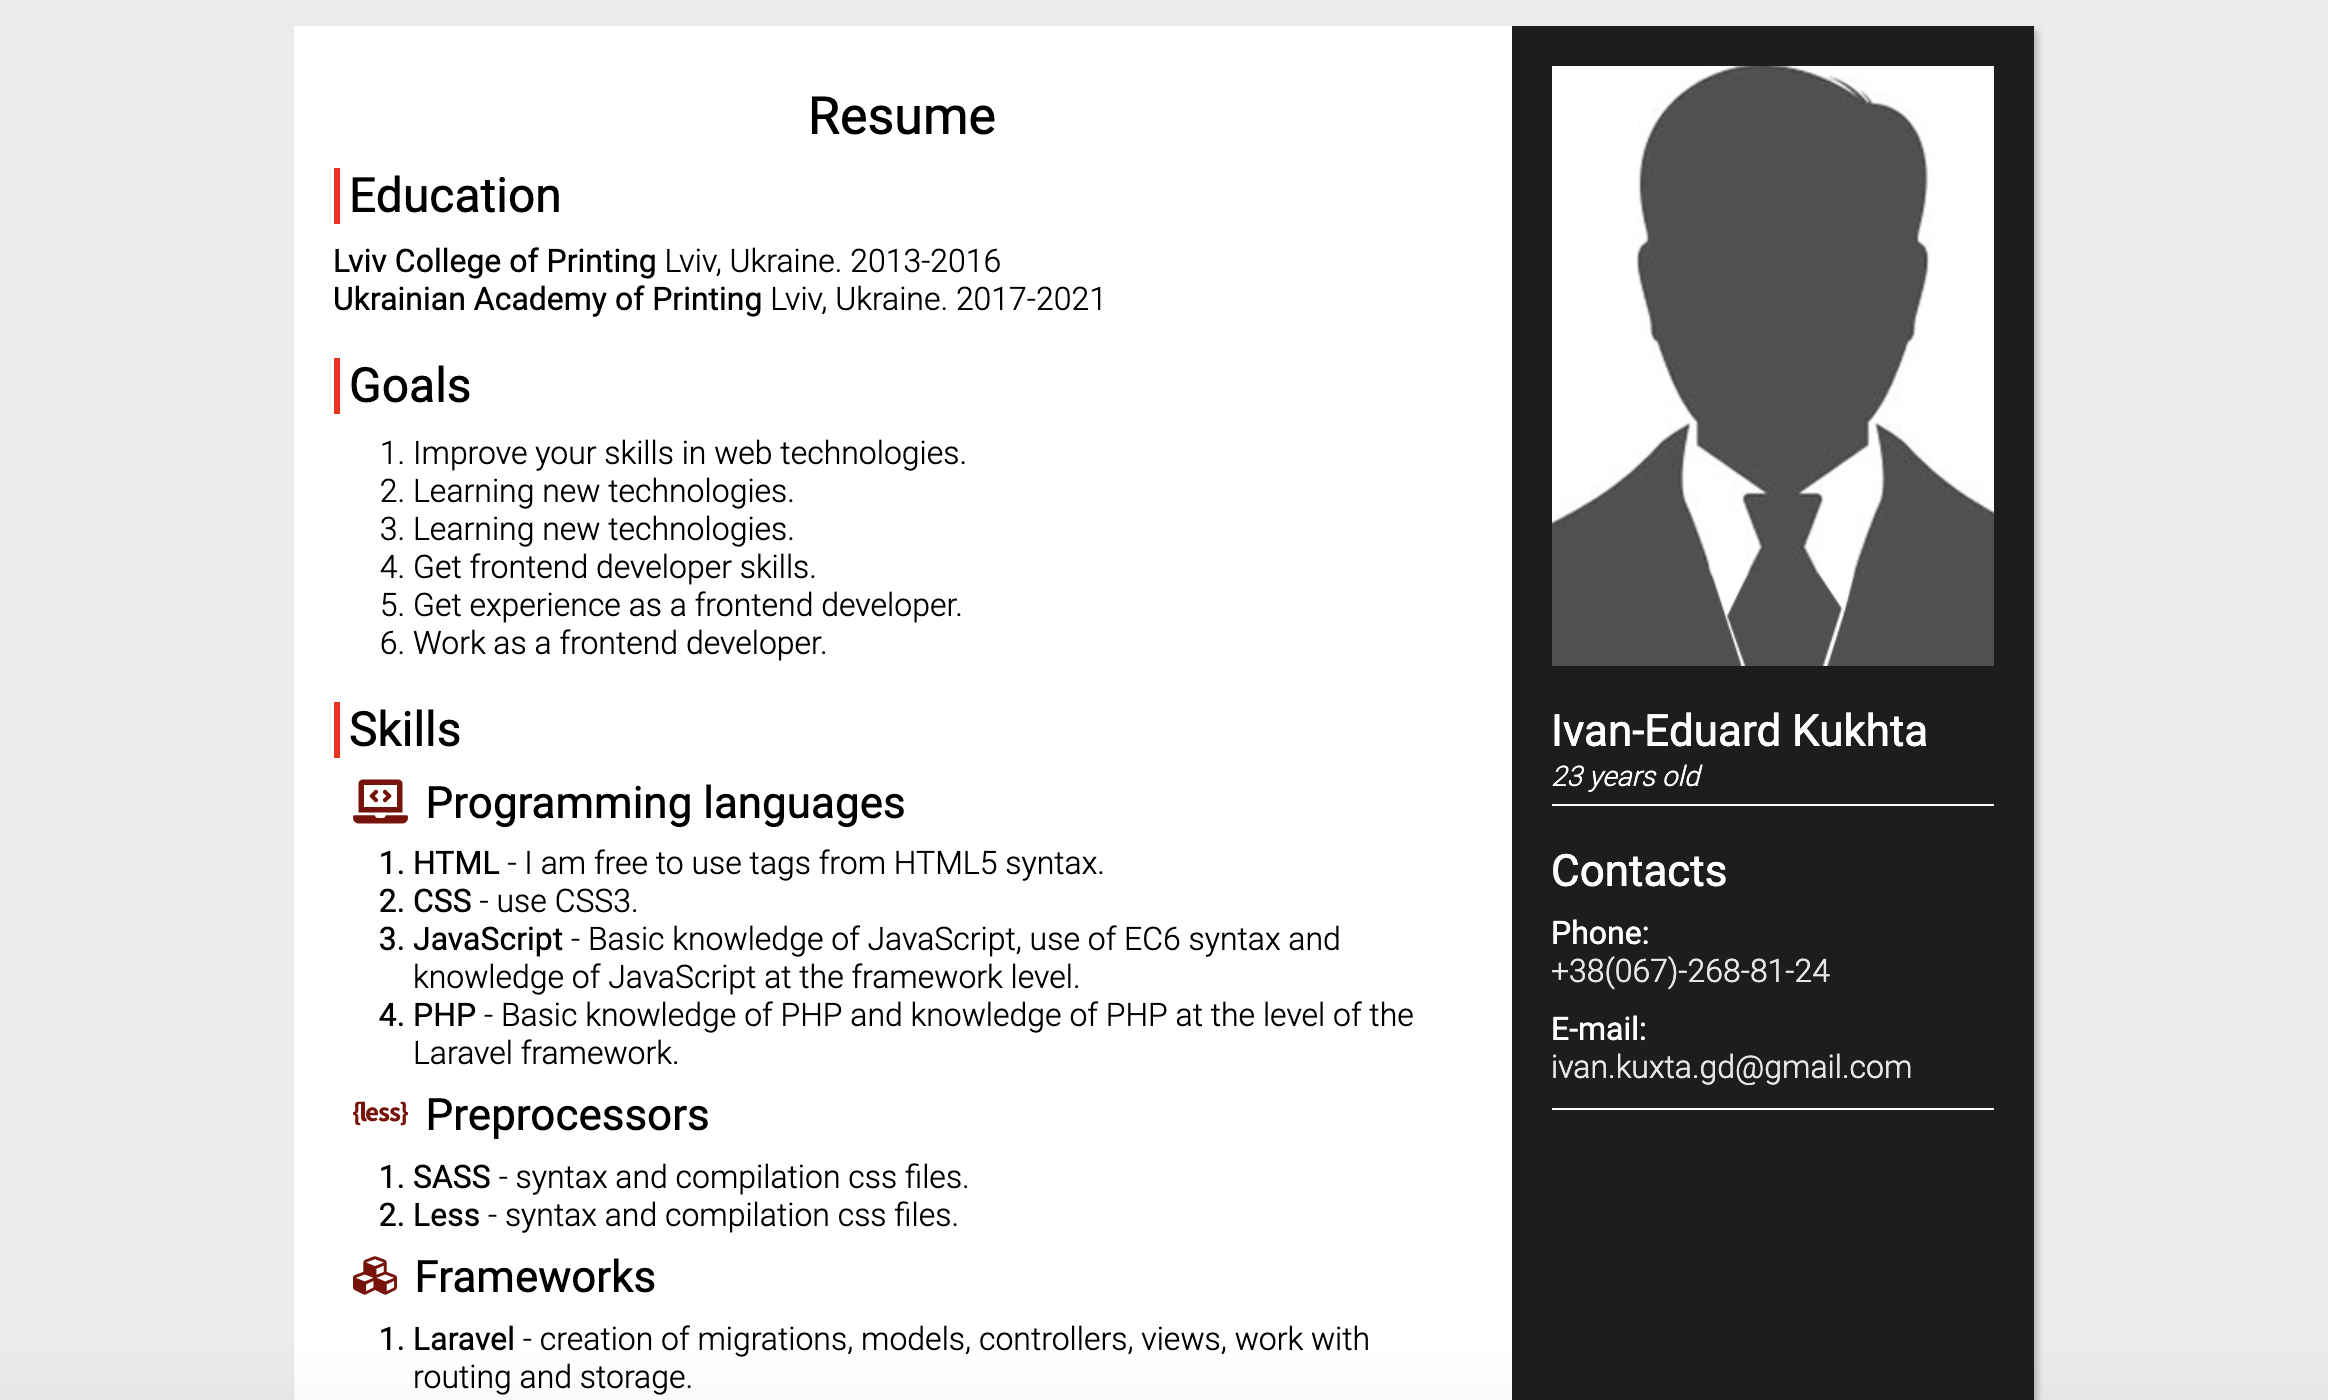 Resume
Education
Lviv College of Printing Lviv, Ukraine. 2013-2016
Ukrainian Academy of Printing Lviv, Ukraine. 2017-2021
Goals
1. Improve your skills in web technologies.
2. Learning new technologies.
3. Learning new technologies.
4. Get frontend developer skills.
5. Get experience as a frontend developer.
6. Work as a frontend developer.
Skills
Programming languages
1. HTML - I am free to use tags from HTML5 syntax.
2. CSS - use CSS3.
3. JavaScript - Basic knowledge of JavaScript, use of EC6 syntax and
knowledge of JavaScript at the framework level.
4. PHP - Basic knowledge of PHP and knowledge of PHP at the level of the
Laravel framework.
{less} Preprocessors
1. SASS - syntax and compilation css files.
2. Less - syntax and compilation css files.
Frameworks
1. Laravel - creation of migrations, models, controllers, views, work with
routing and storage.
Ivan-Eduard Kukhta
23 years old
Contacts
Phone:
+38(067)-268-81-24
E-mail:
ivan.kuxta.gd@gmail.com